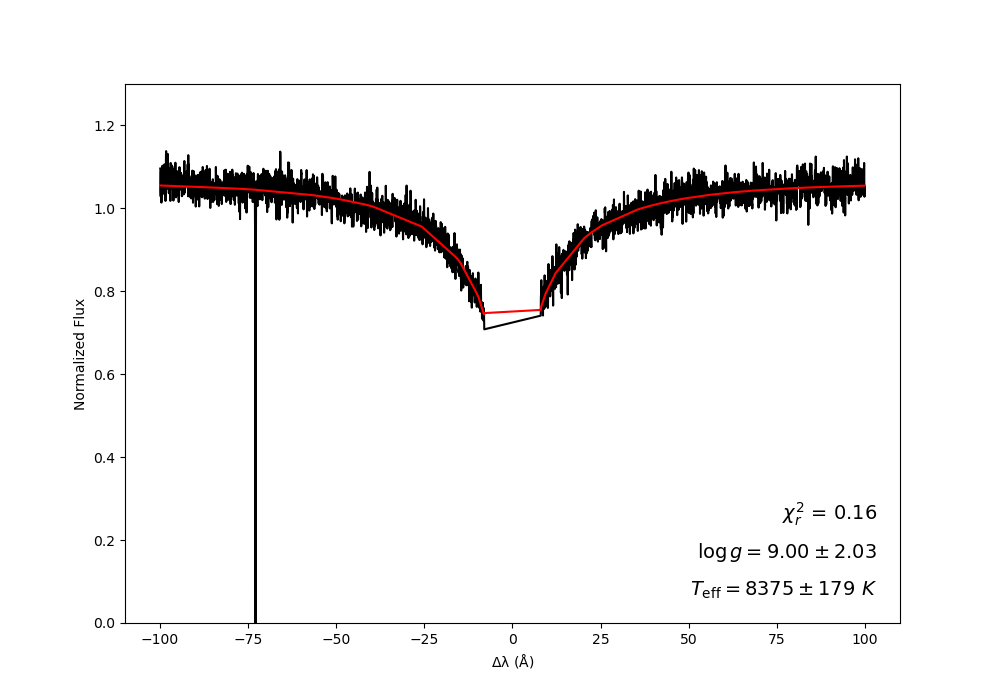 1.2
1.0
0.8
0.6
0.4
0.2
0.0
Normalized Flux
χ²ᵣ = 0.16
log g = 9.00 ± 2.03
T_eff = 8375 ± 179 K
−100 −75 −50 −25 0 25 50 75 100
Δλ (Å)